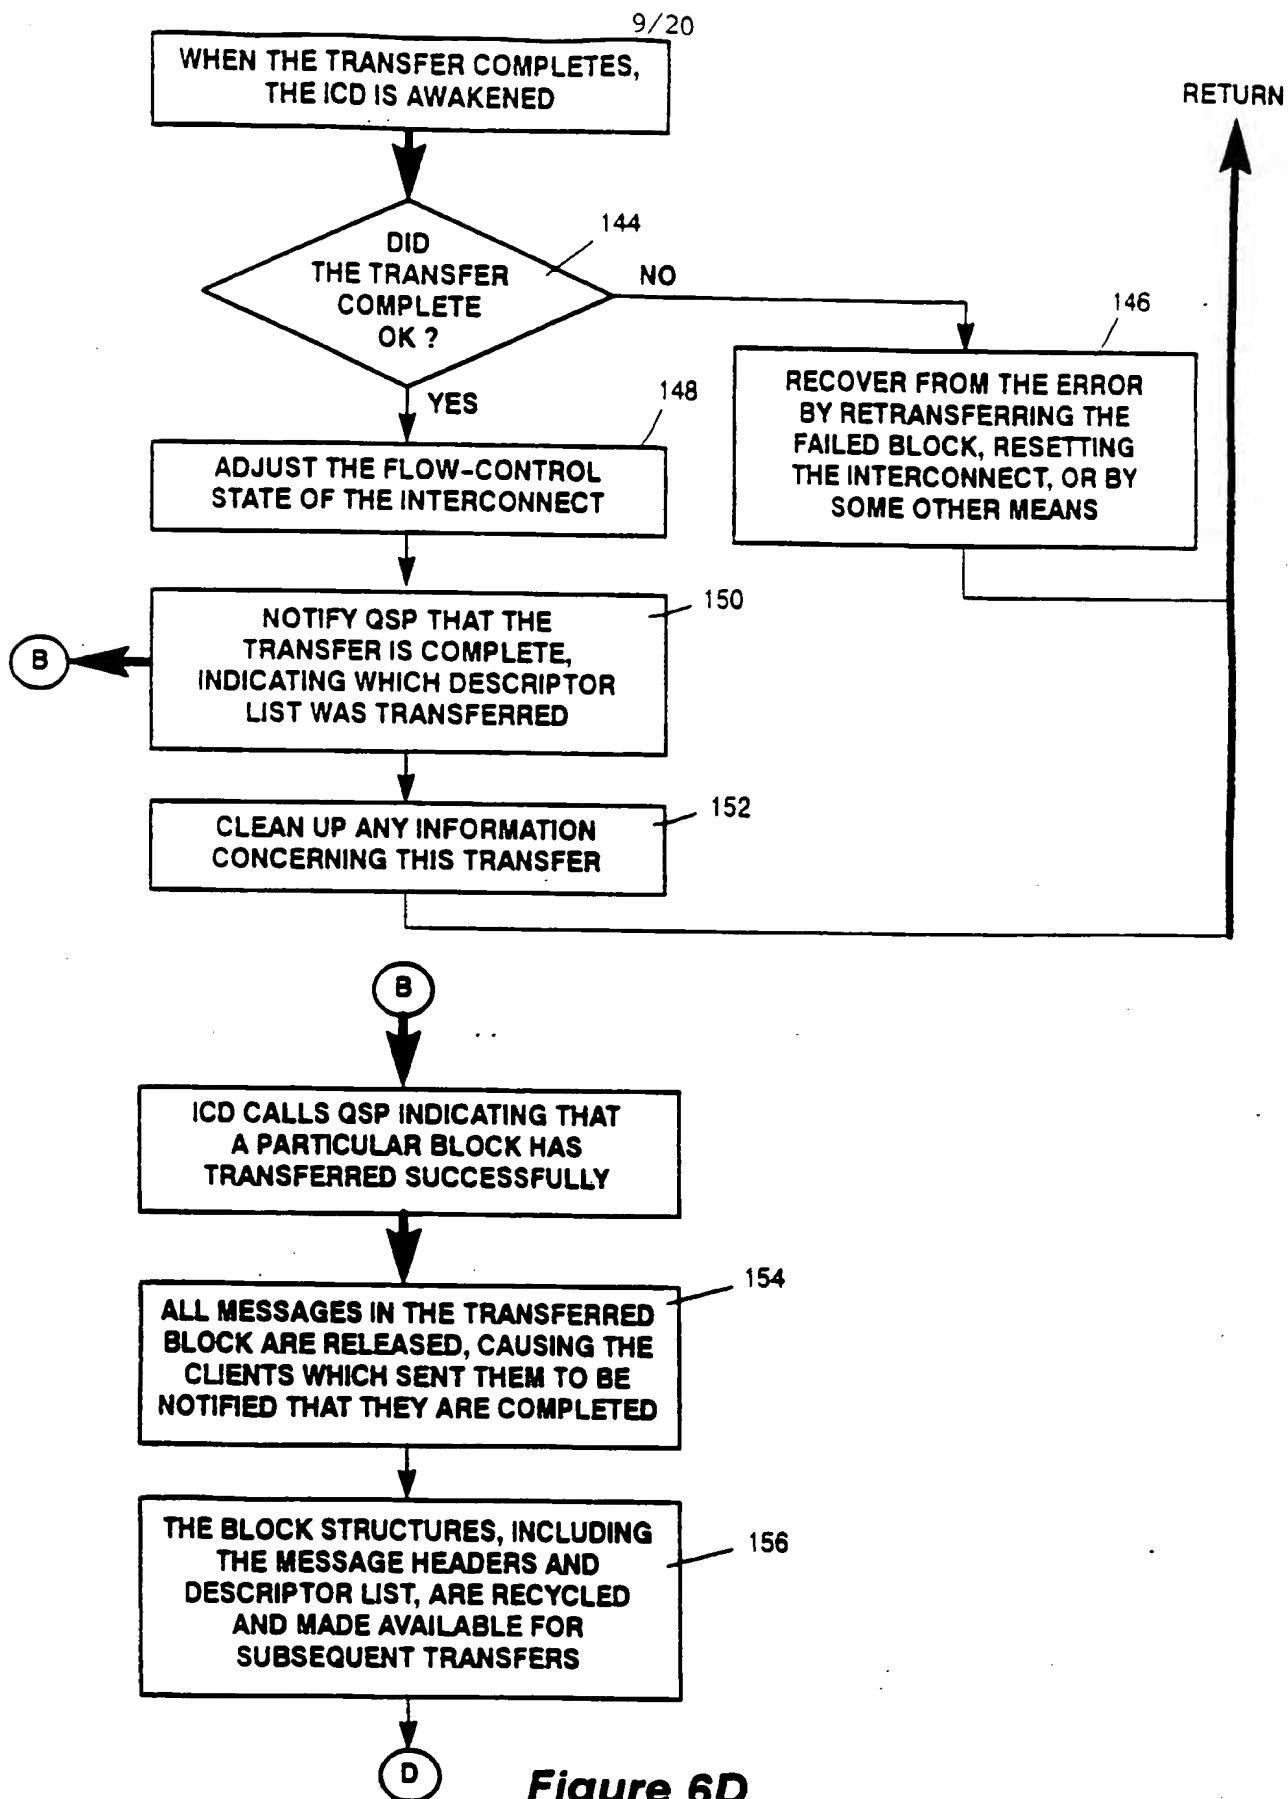 9/20
WHEN THE TRANSFER COMPLETES,
THE ICD IS AWAKENED
RETURN
144
DID
THE TRANSFER
COMPLETE
OK ?
NO
146
RECOVER FROM THE ERROR
BY RETRANSFERRING THE
FAILED BLOCK, RESETTING
THE INTERCONNECT, OR BY
SOME OTHER MEANS
YES
148
ADJUST THE FLOW-CONTROL
STATE OF THE INTERCONNECT
150
NOTIFY QSP THAT THE
TRANSFER IS COMPLETE,
INDICATING WHICH DESCRIPTOR
LIST WAS TRANSFERRED
B
152
CLEAN UP ANY INFORMATION
CONCERNING THIS TRANSFER
B
ICD CALLS QSP INDICATING THAT
A PARTICULAR BLOCK HAS
TRANSFERRED SUCCESSFULLY
154
ALL MESSAGES IN THE TRANSFERRED
BLOCK ARE RELEASED, CAUSING THE
CLIENTS WHICH SENT THEM TO BE
NOTIFIED THAT THEY ARE COMPLETED
156
THE BLOCK STRUCTURES, INCLUDING
THE MESSAGE HEADERS AND
DESCRIPTOR LIST, ARE RECYCLED
AND MADE AVAILABLE FOR
SUBSEQUENT TRANSFERS
D
Figure 6D